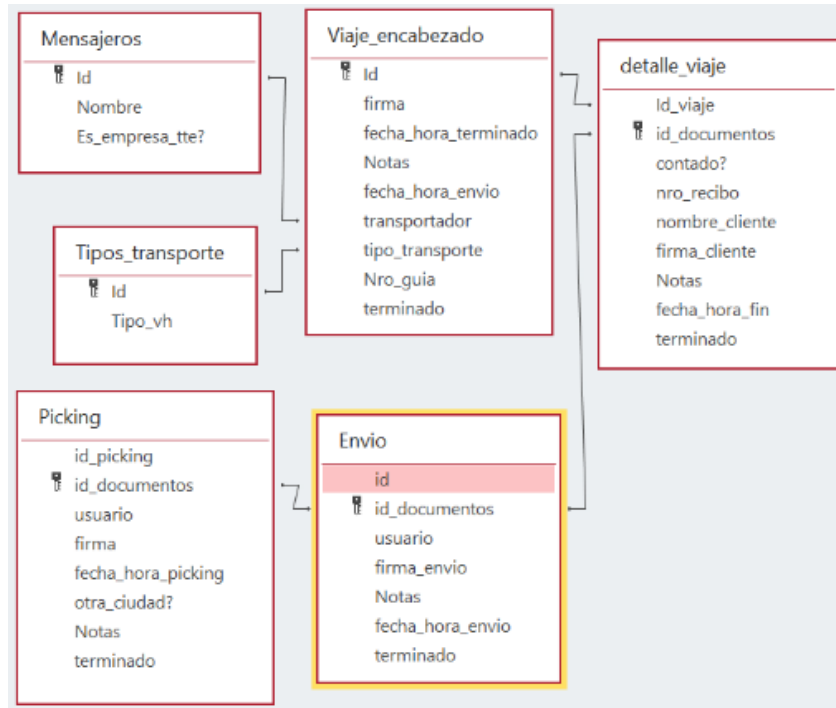 Mensajeros
Id
Nombre
Es_empresa_tte?
Tipos_transporte
Id
Tipo_vh
Viaje_encabezado
Id
firma
fecha_hora_terminado
Notas
fecha_hora_envio
transportador
tipo_transporte
Nro_guia
terminado
detalle_viaje
Id_viaje
id_documentos
contado?
nro_recibo
nombre_cliente
firma_cliente
Notas
fecha_hora_fin
terminado
Picking
id_picking
id_documentos
usuario
firma
fecha_hora_picking
otra_ciudad?
Notas
terminado
Envio
id
id_documentos
usuario
firma_envio
Notas
fecha_hora_envio
terminado